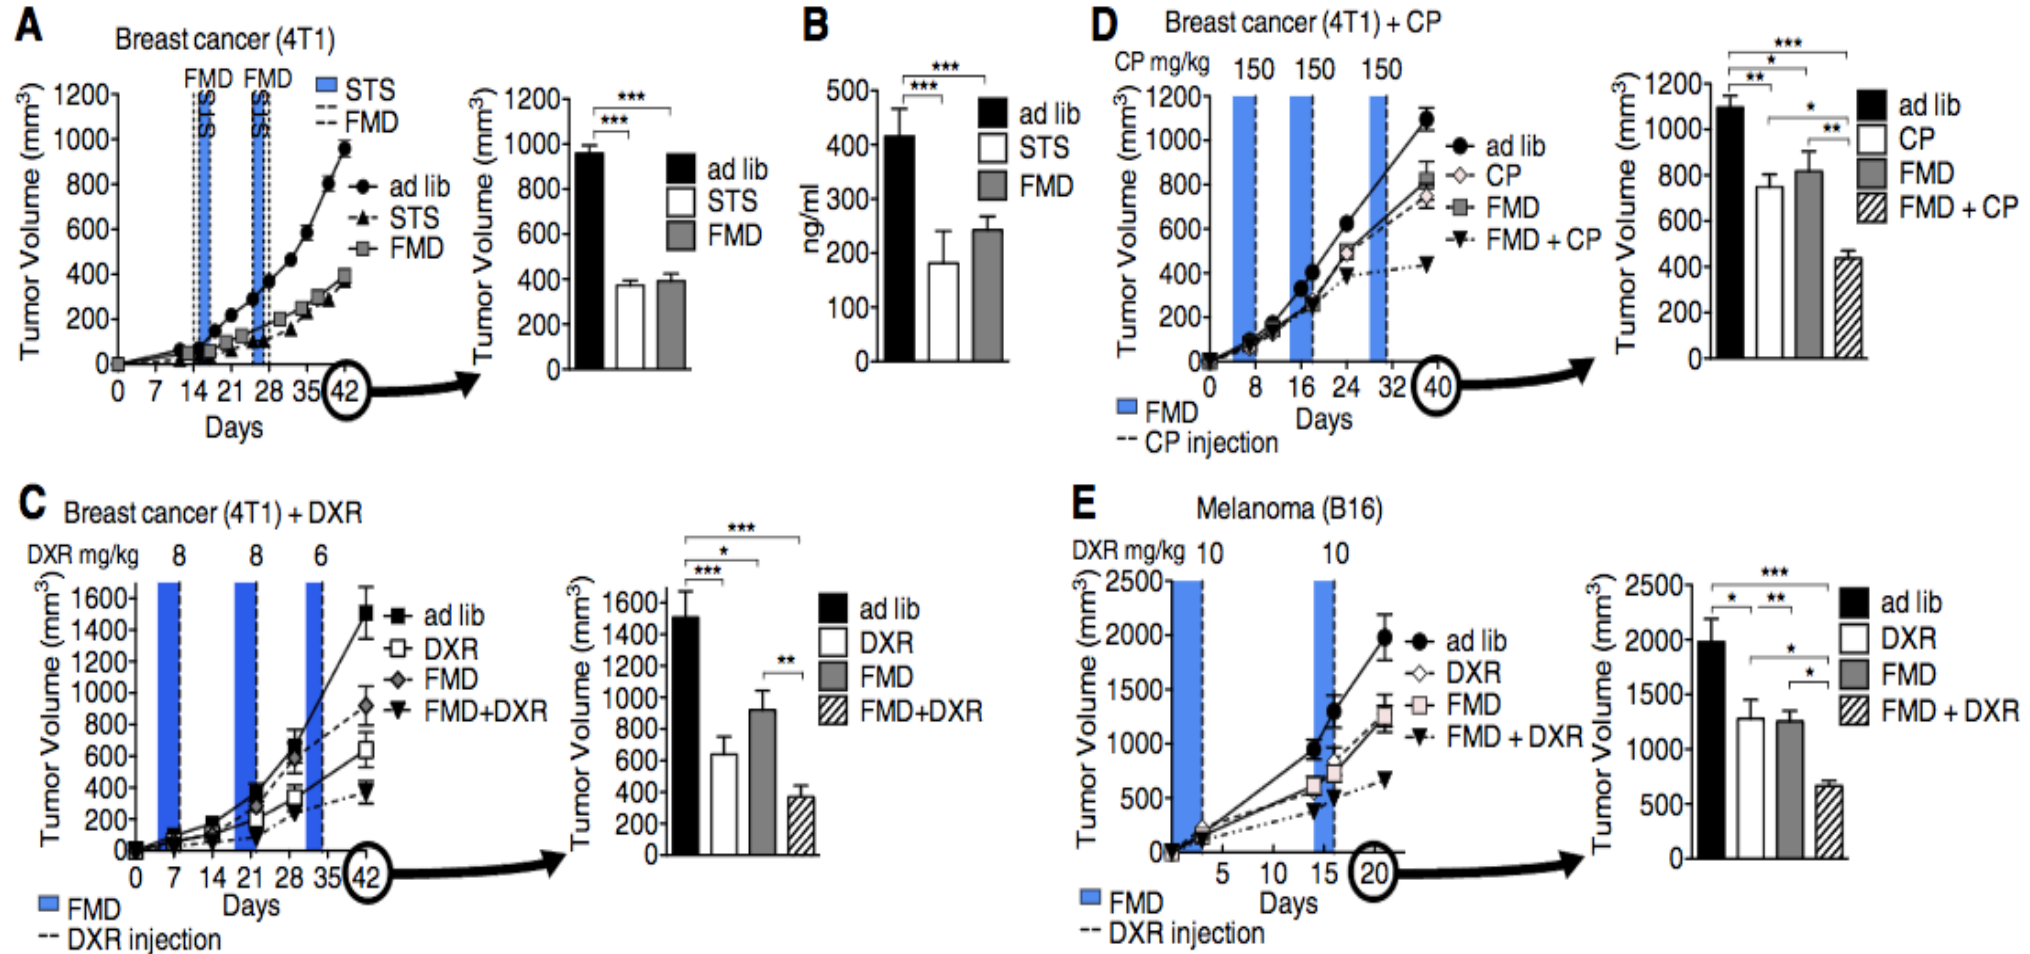 A
Breast cancer (4T1)
FMD FMD
STS
STS
STS
FMD
Tumor Volume (mm³)
1200
1000
800
600
400
200
0
0 7 14 21 28 35 42
Days
ad lib
STS
FMD
***
***
Tumor Volume (mm³)
1200
1000
800
600
400
200
0
ad lib
STS
FMD
B
***
***
ng/ml
500
400
300
200
100
0
ad lib
STS
FMD
D
Breast cancer (4T1) + CP
CP mg/kg 150 150 150
Tumor Volume (mm³)
1200
1000
800
600
400
200
0
0 8 16 24 32 40
Days
ad lib
CP
FMD
FMD + CP
FMD
-- CP injection
***
*
**
*
**
Tumor Volume (mm³)
1200
1000
800
600
400
200
0
ad lib
CP
FMD
FMD + CP
C
Breast cancer (4T1) + DXR
DXR mg/kg 8 8 6
Tumor Volume (mm³)
1600
1400
1200
1000
800
600
400
200
0
0 7 14 21 28 35 42
Days
ad lib
DXR
FMD
FMD+DXR
FMD
-- DXR injection
***
*
***
**
Tumor Volume (mm³)
1600
1400
1200
1000
800
600
400
200
0
ad lib
DXR
FMD
FMD+DXR
E
Melanoma (B16)
DXR mg/kg 10 10
Tumor Volume (mm³)
2500
2000
1500
1000
500
0
5 10 15 20
Days
ad lib
DXR
FMD
FMD + DXR
FMD
-- DXR injection
***
* **
*
*
Tumor Volume (mm³)
2500
2000
1500
1000
500
0
ad lib
DXR
FMD
FMD + DXR